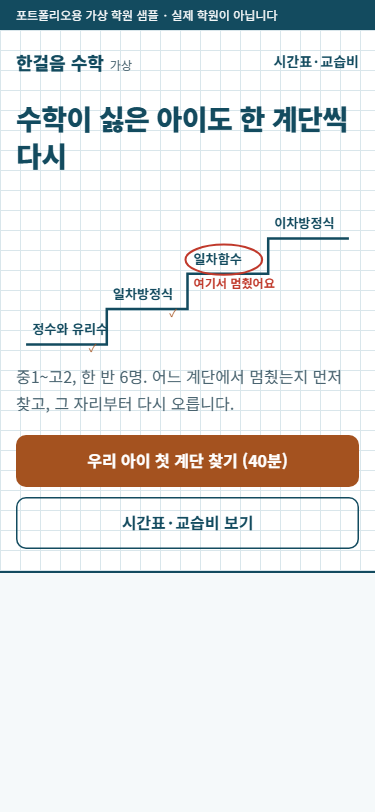 포트폴리오용 가상 학원 샘플 · 실제 학원이 아닙니다
한걸음 수학 가상
시간표·교습비
수학이 싫은 아이도 한 계단씩
다시
이차방정식
일차함수
여기서 멈췄어요
일차방정식
정수와 유리수
중1~고2, 한 반 6명. 어느 계단에서 멈췄는지 먼저
찾고, 그 자리부터 다시 오릅니다.
우리 아이 첫 계단 찾기 (40분)
시간표·교습비 보기